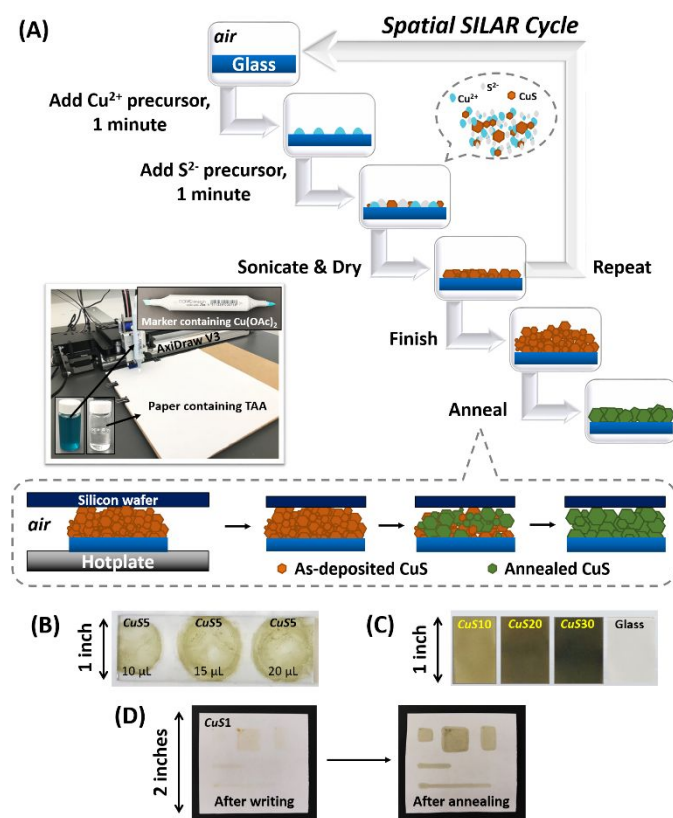 (A)
Spatial SILAR Cycle
air
Glass
Add Cu²⁺ precursor,
1 minute
S²⁻
Cu²⁺
CuS
Add S²⁻ precursor,
1 minute
Sonicate & Dry
Repeat
Finish
Marker containing Cu(OAc)₂
AxiDraw V3
Paper containing TAA
Anneal
Silicon wafer
air
Hotplate
As-deposited CuS
Annealed CuS
(B)
1 inch
CuS5
CuS5
CuS5
10 µL
15 µL
20 µL
(C)
1 inch
CuS10
CuS20
CuS30
Glass
(D)
2 inches
CuS1
After writing
After annealing